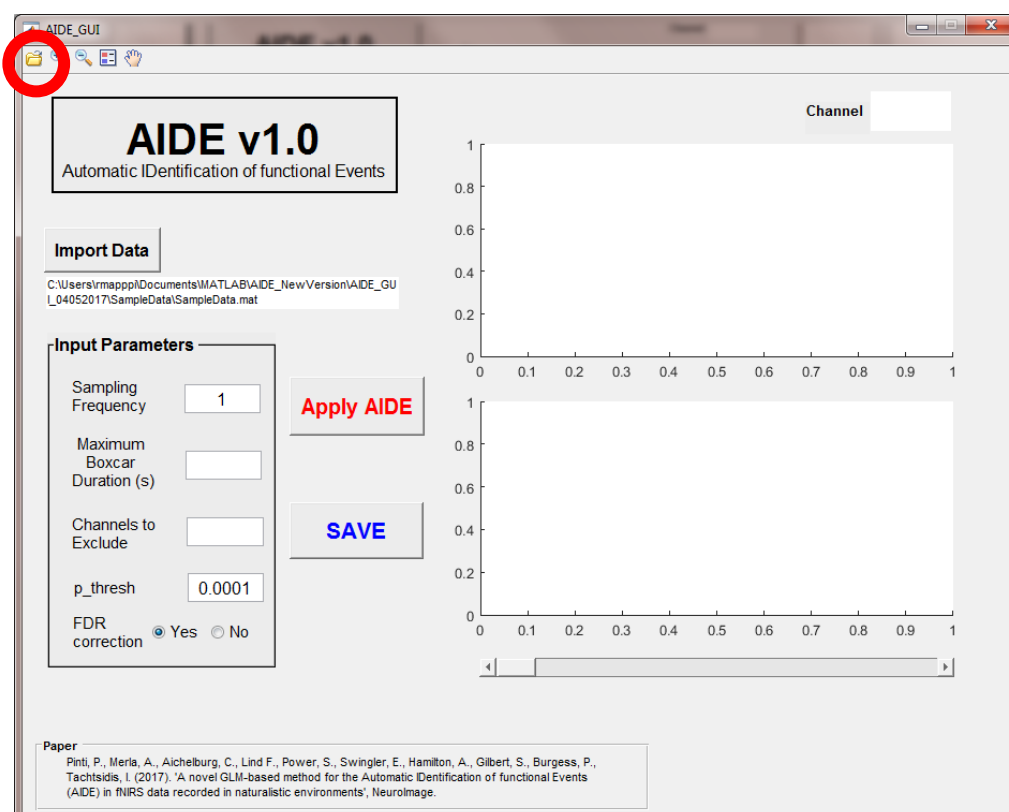 AIDE_GUI
AIDE v1.0
Automatic IDentification of functional Events
Channel
Import Data
C:\Users\rmapppi\Documents\MATLAB\AIDE_NewVersion\AIDE_GU
I_04052017\SampleData\SampleData.mat
Input Parameters
Sampling
Frequency
1
Maximum
Boxcar
Duration (s)
Channels to
Exclude
p_thresh
0.0001
FDR
correction
Yes
No
Apply AIDE
SAVE
1
0.8
0.6
0.4
0.2
0
0 0.1 0.2 0.3 0.4 0.5 0.6 0.7 0.8 0.9 1
1
0.8
0.6
0.4
0.2
0
0 0.1 0.2 0.3 0.4 0.5 0.6 0.7 0.8 0.9 1
Paper
Pinti, P., Merla, A., Aichelburg, C., Lind F., Power, S., Swingler, E., Hamilton, A., Gilbert, S., Burgess, P.,
Tachtsidis, I. (2017). 'A novel GLM-based method for the Automatic IDentification of functional Events
(AIDE) in fNIRS data recorded in naturalistic environments', NeuroImage.